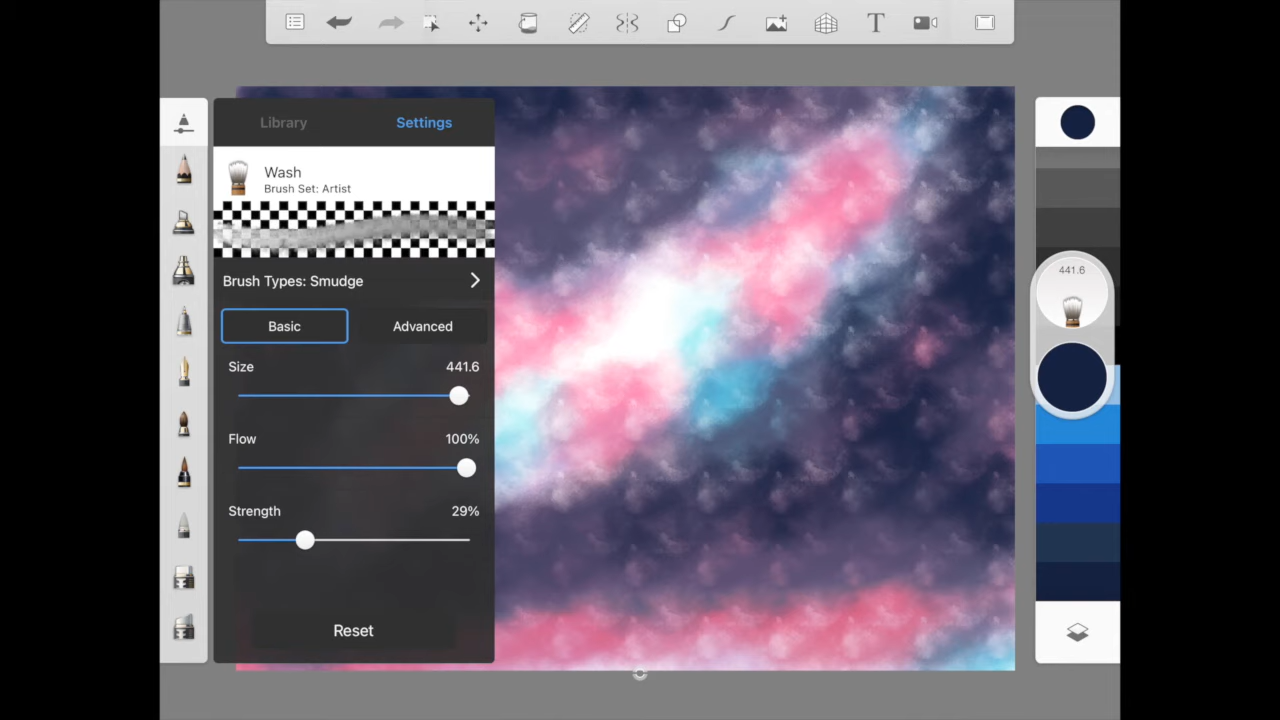 T
Library Settings
Wash
Brush Set: Artist
Brush Types: Smudge
Basic Advanced
Size 441.6
Flow 100%
Strength 29%
Reset
441.6